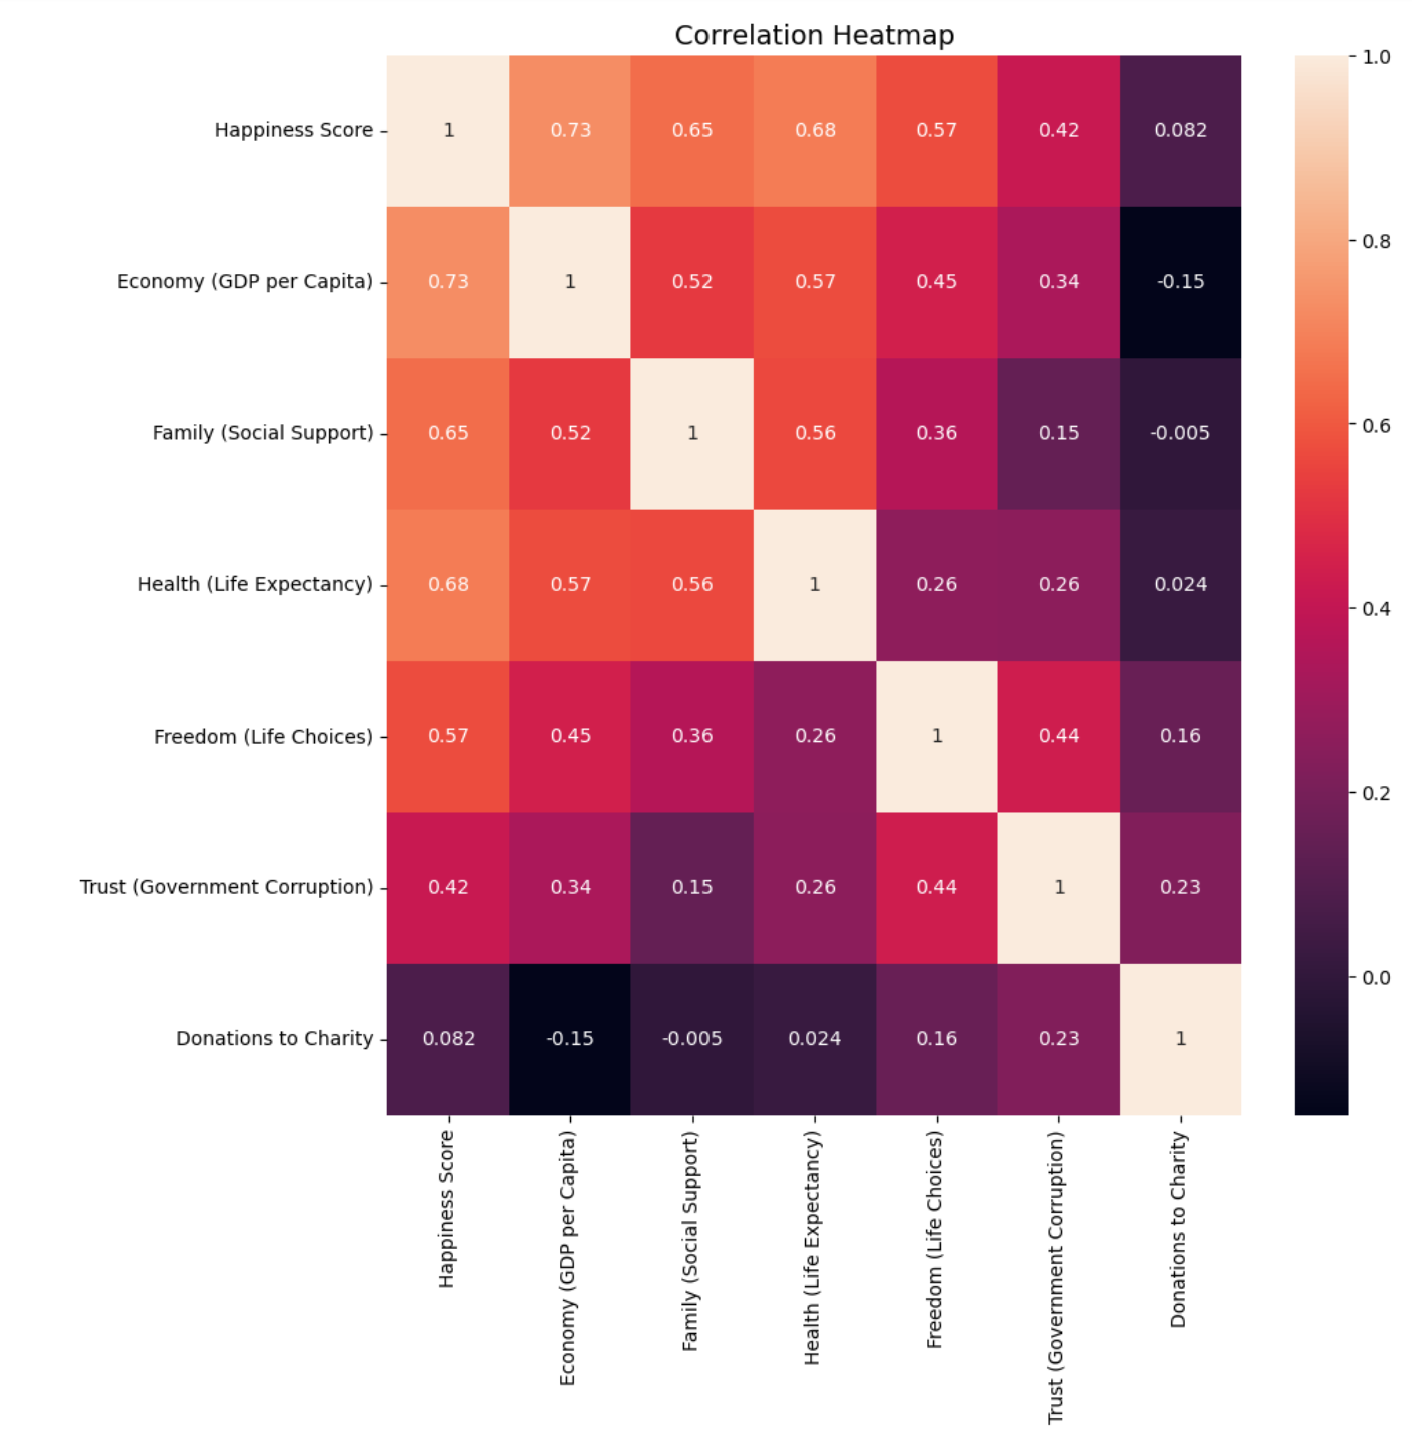 Correlation Heatmap
Happiness Score 1 0.73 0.65 0.68 0.57 0.42 0.082
Economy (GDP per Capita) 0.73 1 0.52 0.57 0.45 0.34 -0.15
Family (Social Support) 0.65 0.52 1 0.56 0.36 0.15 -0.005
Health (Life Expectancy) 0.68 0.57 0.56 1 0.26 0.26 0.024
Freedom (Life Choices) 0.57 0.45 0.36 0.26 1 0.44 0.16
Trust (Government Corruption) 0.42 0.34 0.15 0.26 0.44 1 0.23
Donations to Charity 0.082 -0.15 -0.005 0.024 0.16 0.23 1
Happiness Score
Economy (GDP per Capita)
Family (Social Support)
Health (Life Expectancy)
Freedom (Life Choices)
Trust (Government Corruption)
Donations to Charity
1.0
0.8
0.6
0.4
0.2
0.0